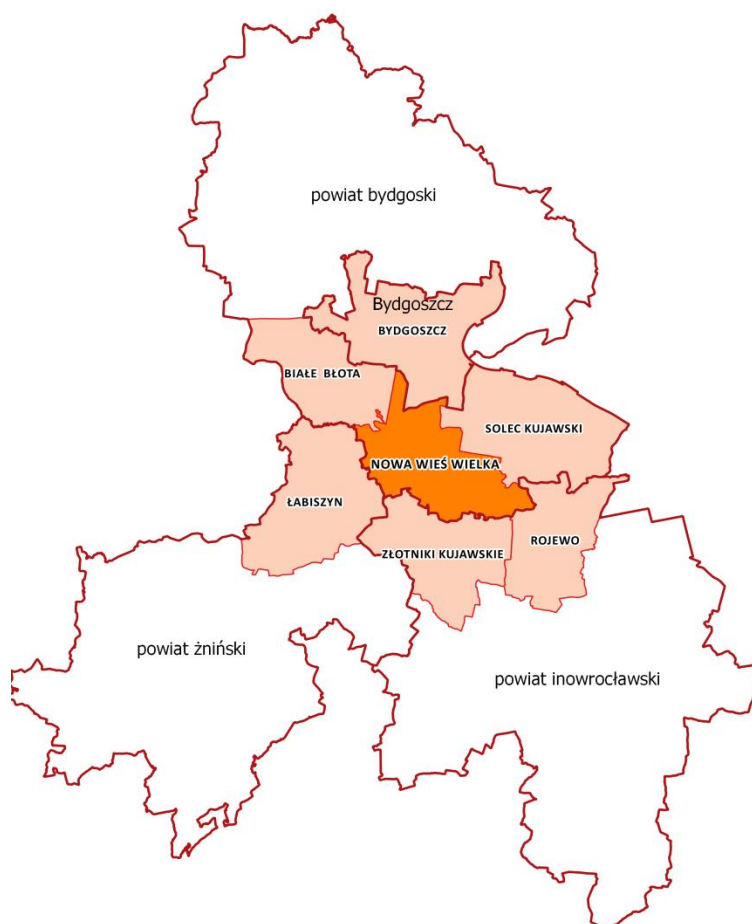 powiat bydgoski
Bydgoszcz
BYDGOSZCZ
BIAŁE BŁOTA
SOLEC KUJAWSKI
NOWA WIEŚ WIELKA
ŁABISZYN
ROJEWO
ZŁOTNIKI KUJAWSKIE
powiat żniński
powiat inowrocławski